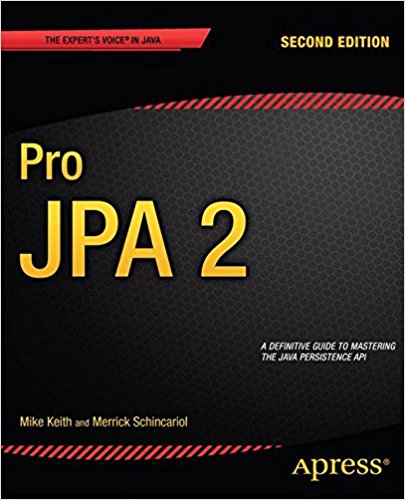 THE EXPERT'S VOICE® IN JAVA
SECOND EDITION
Pro
JPA 2
A DEFINITIVE GUIDE TO MASTERING
THE JAVA PERSISTENCE API
Mike Keith and Merrick Schincariol
Apress®